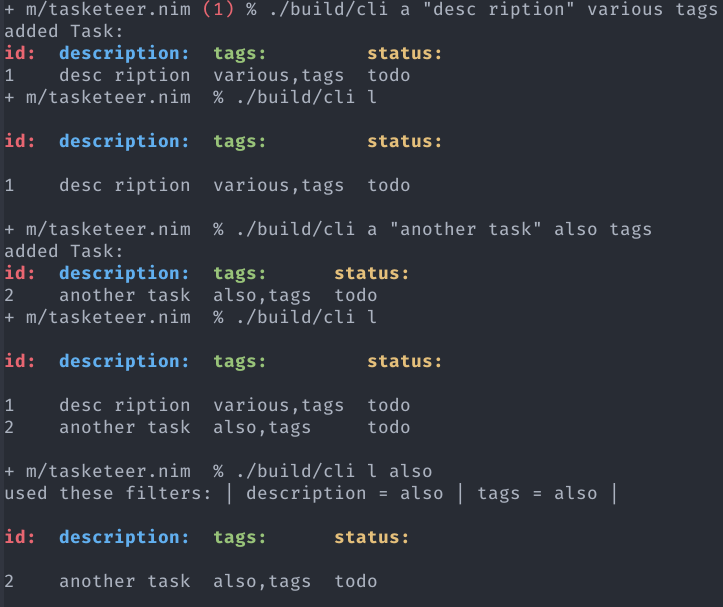 + m/tasketeer.nim (1) % ./build/cli a "desc ription" various tags
added Task:
id:  description:  tags:         status:
1    desc ription  various,tags  todo
+ m/tasketeer.nim  % ./build/cli l
id:  description:  tags:         status:
1    desc ription  various,tags  todo
+ m/tasketeer.nim  % ./build/cli a "another task" also tags
added Task:
id:  description:  tags:      status:
2    another task  also,tags  todo
+ m/tasketeer.nim  % ./build/cli l
id:  description:  tags:         status:
1    desc ription  various,tags  todo
2    another task  also,tags     todo
+ m/tasketeer.nim  % ./build/cli l also
used these filters: | description = also | tags = also |
id:  description:  tags:      status:
2    another task  also,tags  todo